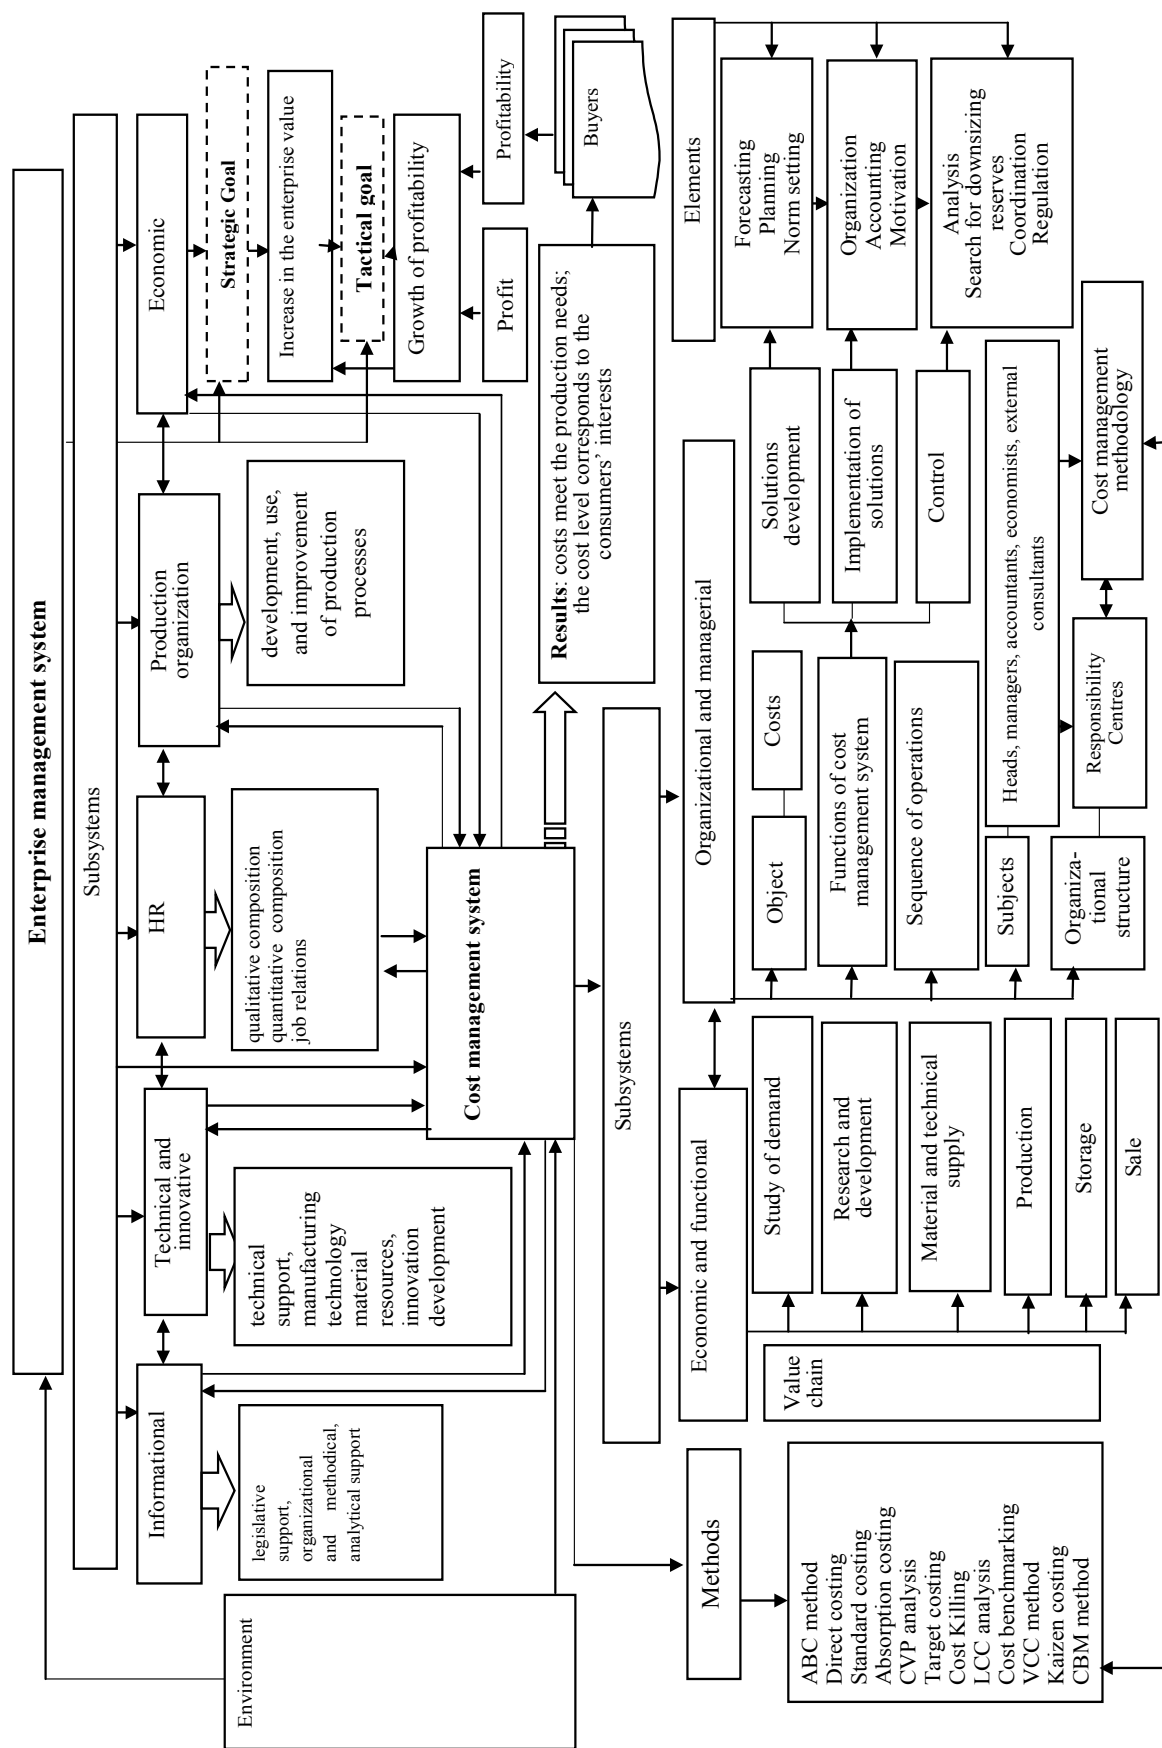 Enterprise management system
Subsystems
Informational
Technical and
innovative
HR
Production
organization
Economic
legislative
support,
organizational
and methodical,
analytical support
technical
support,
manufacturing
technology
material
resources,
innovation
development
qualitative composition
quantitative composition
job relations
development, use,
and improvement
of production
processes
Strategic Goal
Increase in the enterprise value
Tactical goal
Growth of profitability
Profit
Profitability
Environment
Cost management system
Results: costs meet the production needs;
the cost level corresponds to the
consumers’ interests
Buyers
Subsystems
Methods
ABC method
Direct costing
Standard costing
Absorption costing
CVP analysis
Target costing
Cost Killing
LCC analysis
Cost benchmarking
VCC method
Kaizen costing
CBM method
Economic and functional
Value
chain
Study of demand
Research and
development
Material and technical
supply
Production
Storage
Sale
Organizational and managerial
Object
Costs
Functions of cost
management system
Sequence of operations
Subjects
Heads, managers, accountants, economists, external
consultants
Organiza-
tional
structure
Responsibility
Centres
Cost management
methodology
Solutions
development
Implementation of
solutions
Control
Elements
Forecasting
Planning
Norm setting
Organization
Accounting
Motivation
Analysis
Search for downsizing
reserves
Coordination
Regulation